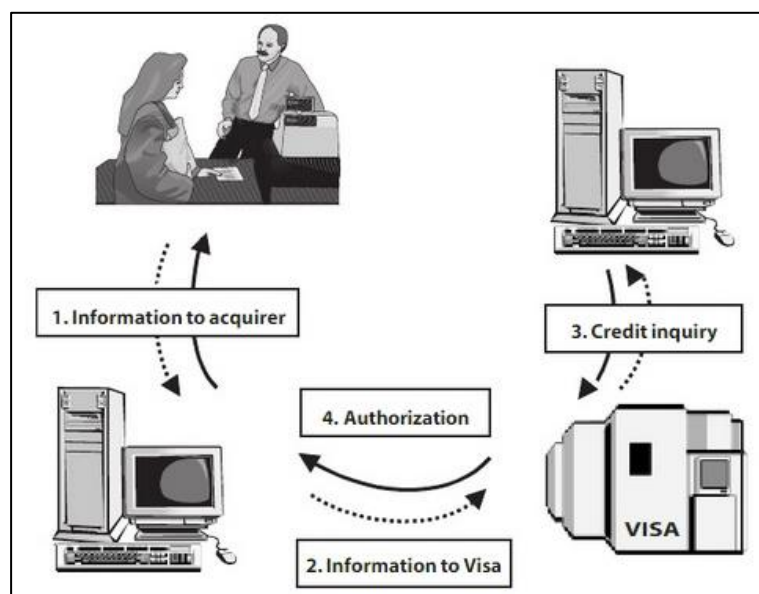 1. Information to acquirer
3. Credit inquiry
4. Authorization
VISA
2. Information to Visa